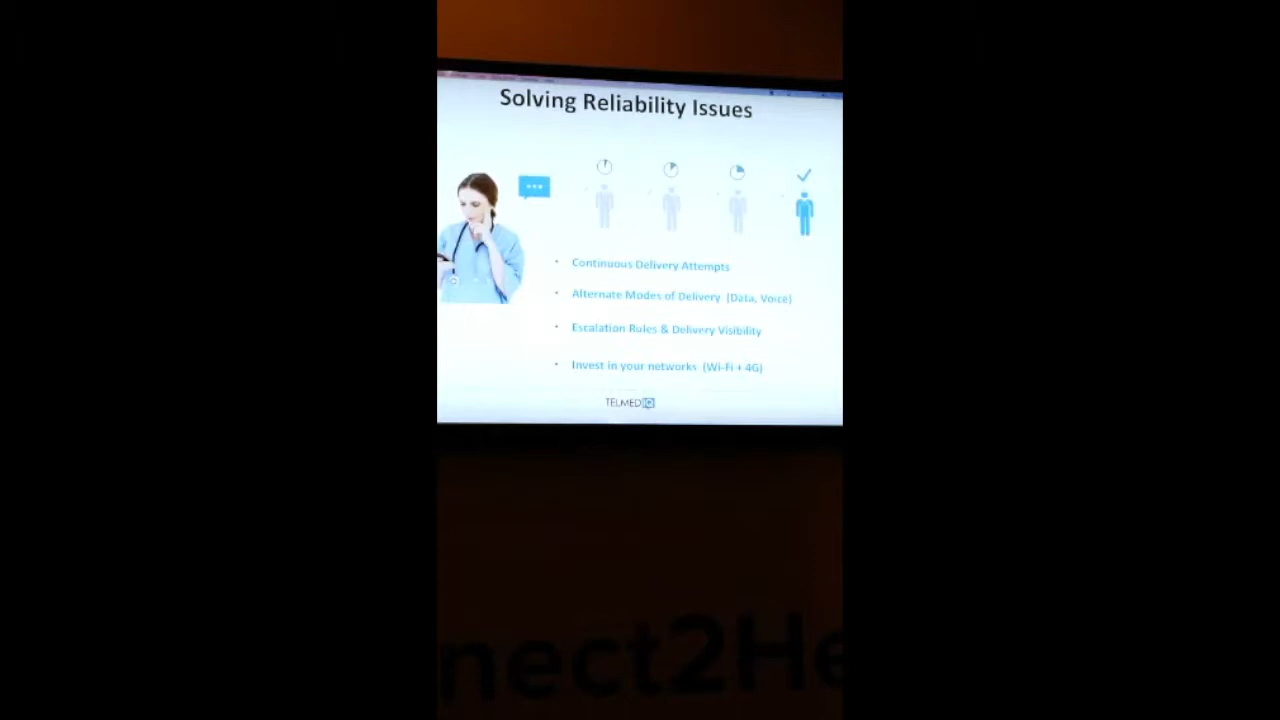 Solving Reliability Issues
• Continuous Delivery Attempts
• Alternate Modes of Delivery (Data, Voice)
• Escalation Rules & Delivery Visibility
• Invest in your networks (Wi-Fi + 4G)
TELMEDIQ
nect2He